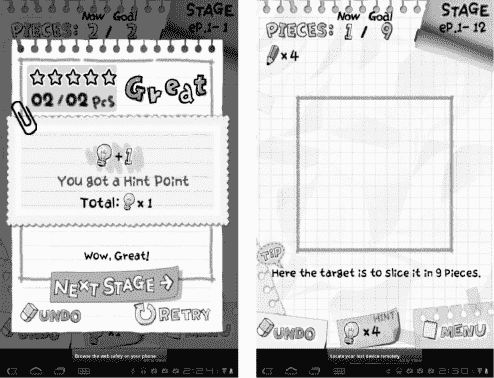 Now Goal
PIECES: 2 / 2
STAGE
eP.1-1
02/02 Pcs
Great
+1
You got a Hint Point
Total: x 1
Wow, Great!
NEXT STAGE
UNDO
RETRY
Browse the web safely on your phone.
2:24
Now Goal
PIECES: 1 / 9
STAGE
eP.1-12
x4
TIP
Here the target is to slice it in 9 Pieces.
UNDO
HINT
x4
MENU
Locate your lost device remotely.
2:30